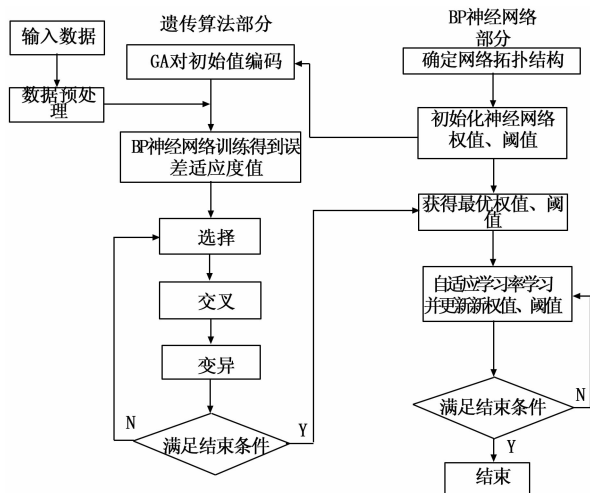 遗传算法部分
BP神经网络
部分
输入数据
数据预处
理
GA对初始值编码
BP神经网络训练得到误
差适应度值
选择
交叉
变异
满足结束条件
N
Y
确定网络拓扑结构
初始化神经网络
权值、阈值
获得最优权值、阈
值
自适应学习率学习
并更新新权值、阈值
满足结束条件
N
Y
结束